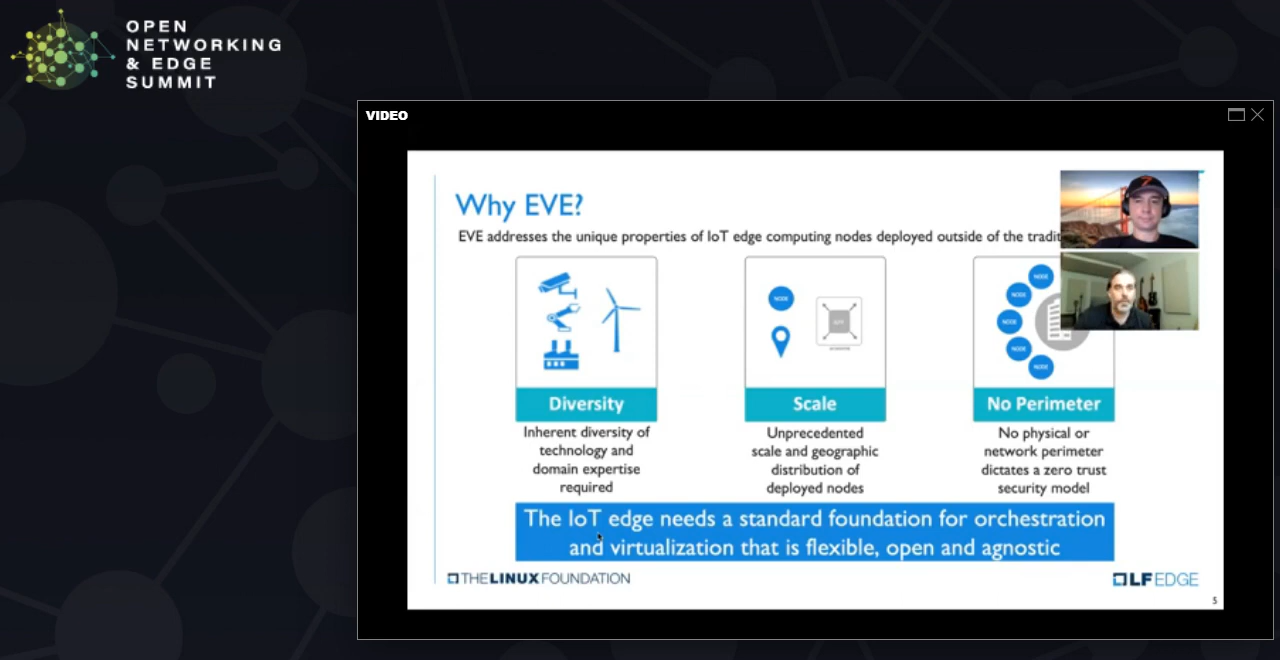 OPEN
NETWORKING
& EDGE
SUMMIT
VIDEO
Why EVE?
EVE addresses the unique properties of IoT edge computing nodes deployed outside of the tradit
NODE
NODE
NODE
NODE
NODE
NODE
Diversity
Scale
No Perimeter
Inherent diversity of
technology and
domain expertise
required
Unprecedented
scale and geographic
distribution of
deployed nodes
No physical or
network perimeter
dictates a zero trust
security model
The IoT edge needs a standard foundation for orchestration
and virtualization that is flexible, open and agnostic
THE LINUX FOUNDATION
LF EDGE
5